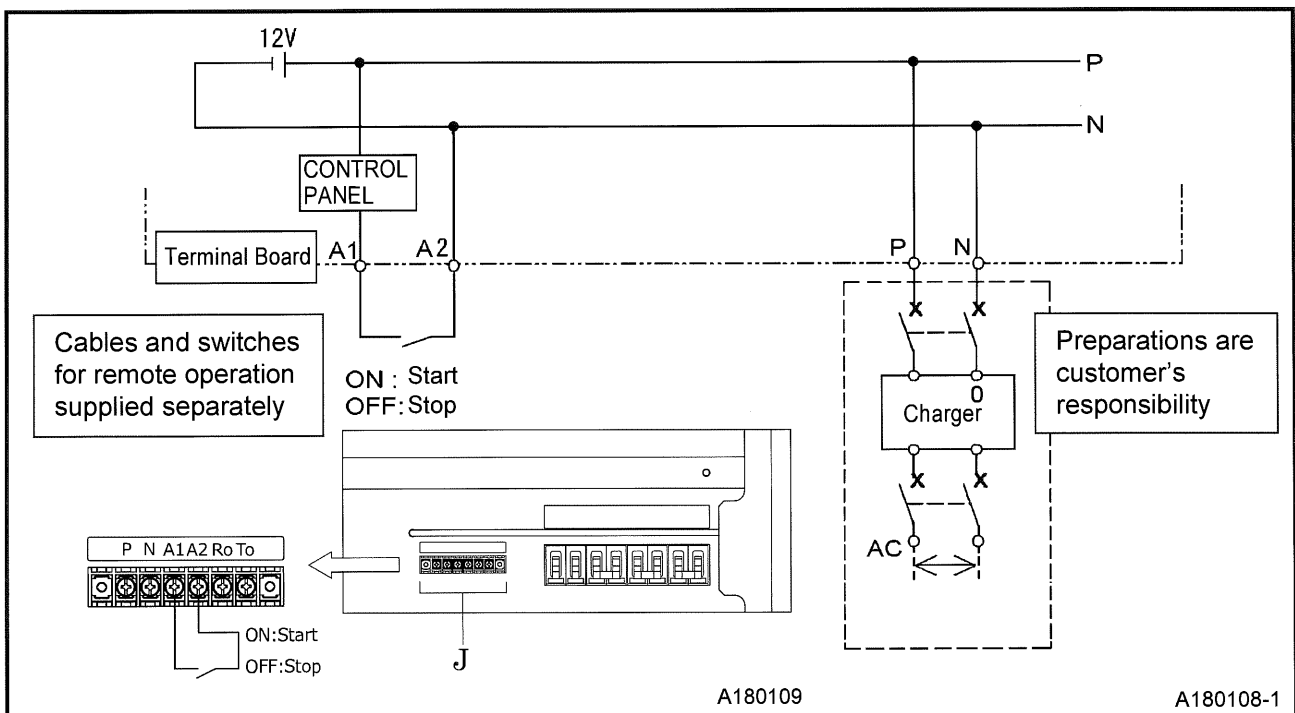 12V
P
N
CONTROL
PANEL
Terminal Board
A1
A2
P
N
Cables and switches
for remote operation
supplied separately
ON : Start
OFF: Stop
Preparations are
customer's
responsibility
0
Charger
AC
P N A1 A2 Ro To
ON:Start
OFF:Stop
J
A180109
A180108-1